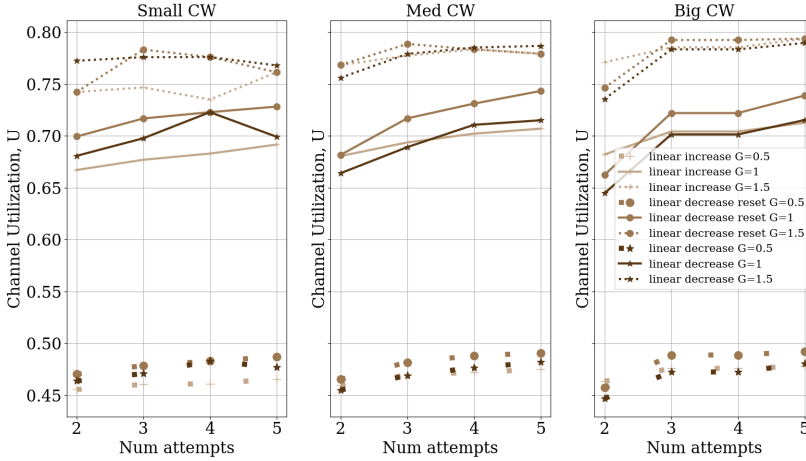 Small CW
Med CW
Big CW
Channel Utilization, U
0.80
0.75
0.70
0.65
0.60
0.55
0.50
0.45
2 3 4 5
Num attempts
Channel Utilization, U
2 3 4 5
Num attempts
Channel Utilization, U
2 3 4 5
Num attempts
linear increase G=0.5
linear increase G=1
linear increase G=1.5
linear decrease reset G=0.5
linear decrease reset G=1
linear decrease reset G=1.5
linear decrease G=0.5
linear decrease G=1
linear decrease G=1.5